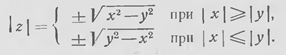 |z| = { ± √x² − y² при |x| ⩾ |y|,
± √y² − x² при |x| ⩽ |y|.